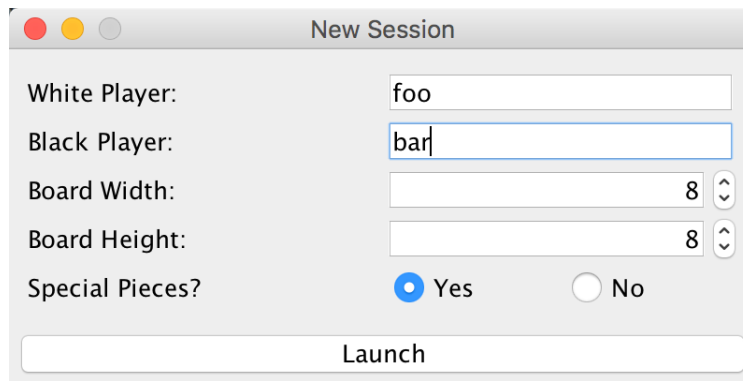 New Session
White Player: foo
Black Player: bar
Board Width: 8
Board Height: 8
Special Pieces? Yes No
Launch